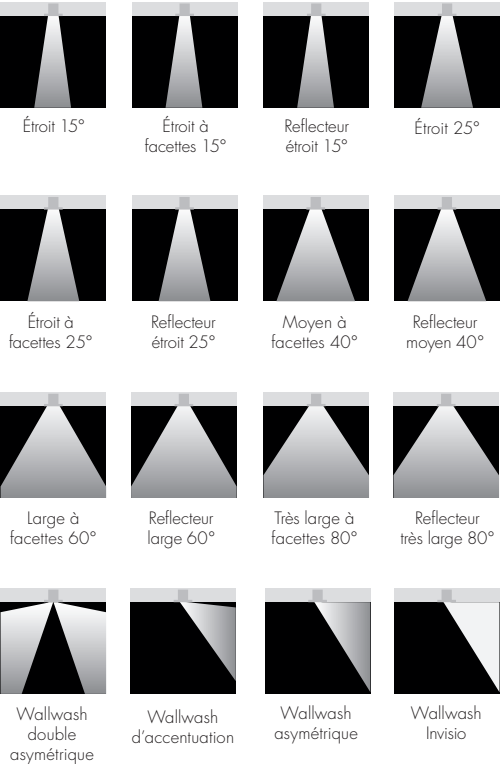 Étroit 15°
Étroit à
facettes 15°
Reflecteur
étroit 15°
Étroit 25°
Étroit à
facettes 25°
Reflecteur
étroit 25°
Moyen à
facettes 40°
Reflecteur
moyen 40°
Large à
facettes 60°
Reflecteur
large 60°
Très large à
facettes 80°
Reflecteur
très large 80°
Wallwash
double
asymétrique
Wallwash
d'accentuation
Wallwash
asymétrique
Wallwash
Invisio